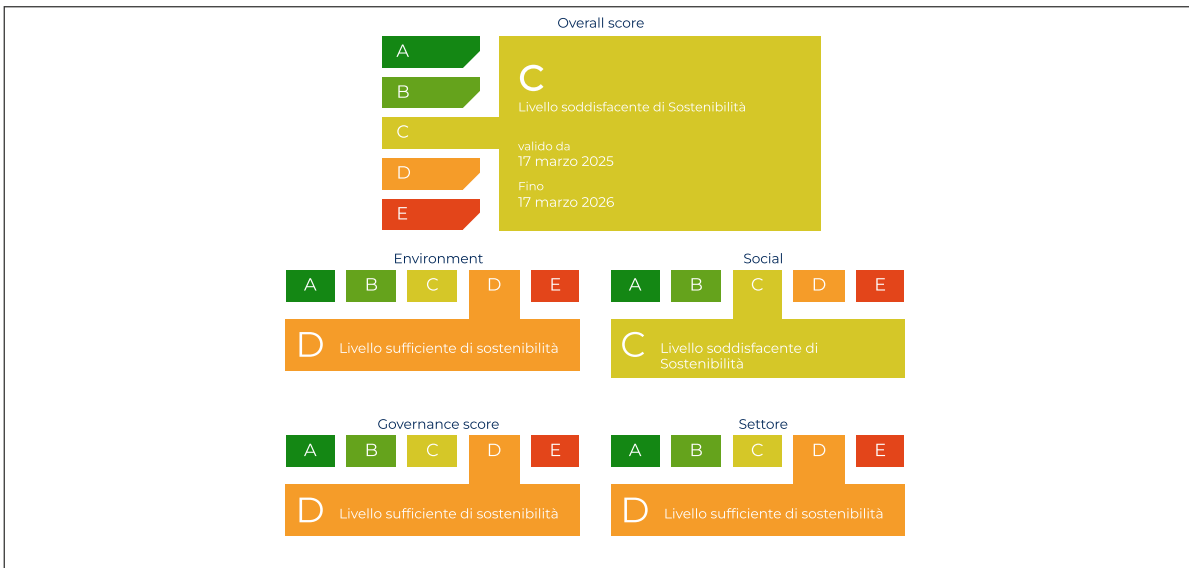 Overall score
A
B
C
D
E
C
Livello soddisfacente di Sostenibilità
valido da
17 marzo 2025
Fino
17 marzo 2026
Environment
A B C D E
D Livello sufficiente di sostenibilità
Social
A B C D E
C Livello soddisfacente di
Sostenibilità
Governance score
A B C D E
D Livello sufficiente di sostenibilità
Settore
A B C D E
D Livello sufficiente di sostenibilità